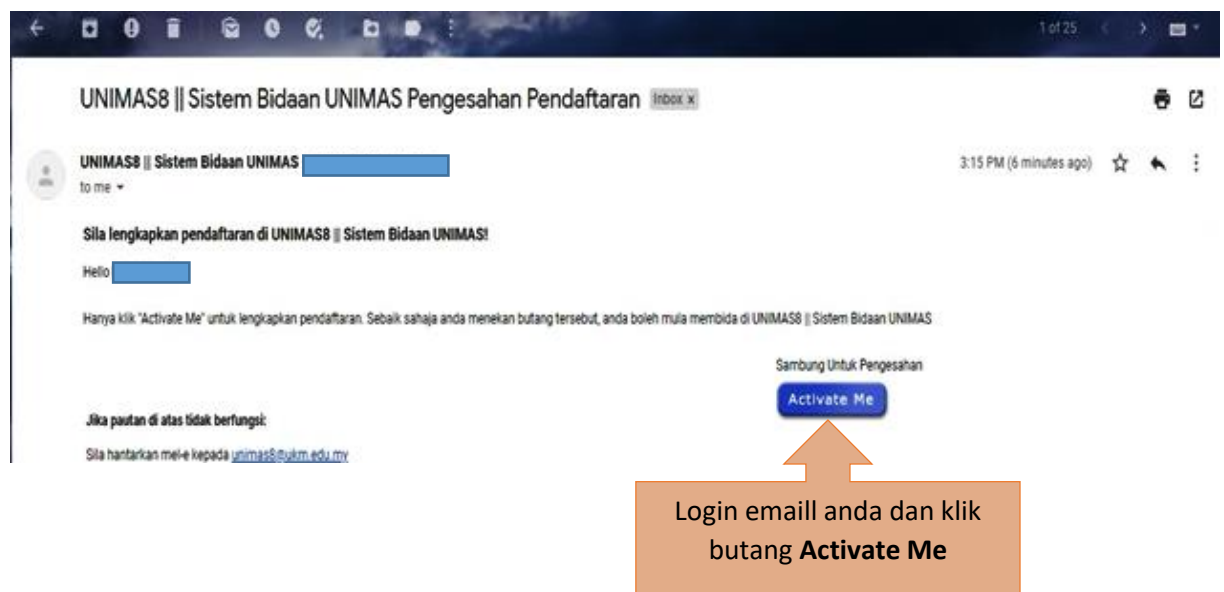 1 of 25
UNIMAS8 || Sistem Bidaan UNIMAS Pengesahan Pendaftaran Inbox x
UNIMAS8 || Sistem Bidaan UNIMAS
3:15 PM (6 minutes ago)
to me
Sila lengkapkan pendaftaran di UNIMAS8 || Sistem Bidaan UNIMAS!
Hello
Hanya klik "Activate Me" untuk lengkapkan pendaftaran. Sebaik sahaja anda menekan butang tersebut, anda boleh mula membida di UNIMAS8 || Sistem Bidaan UNIMAS
Sambung Untuk Pengesahan
Activate Me
Jika pautan di atas tidak berfungsi:
Sila hantarkan mel-e kepada unimas8@ukm.edu.my
Login emaill anda dan klik
butang Activate Me